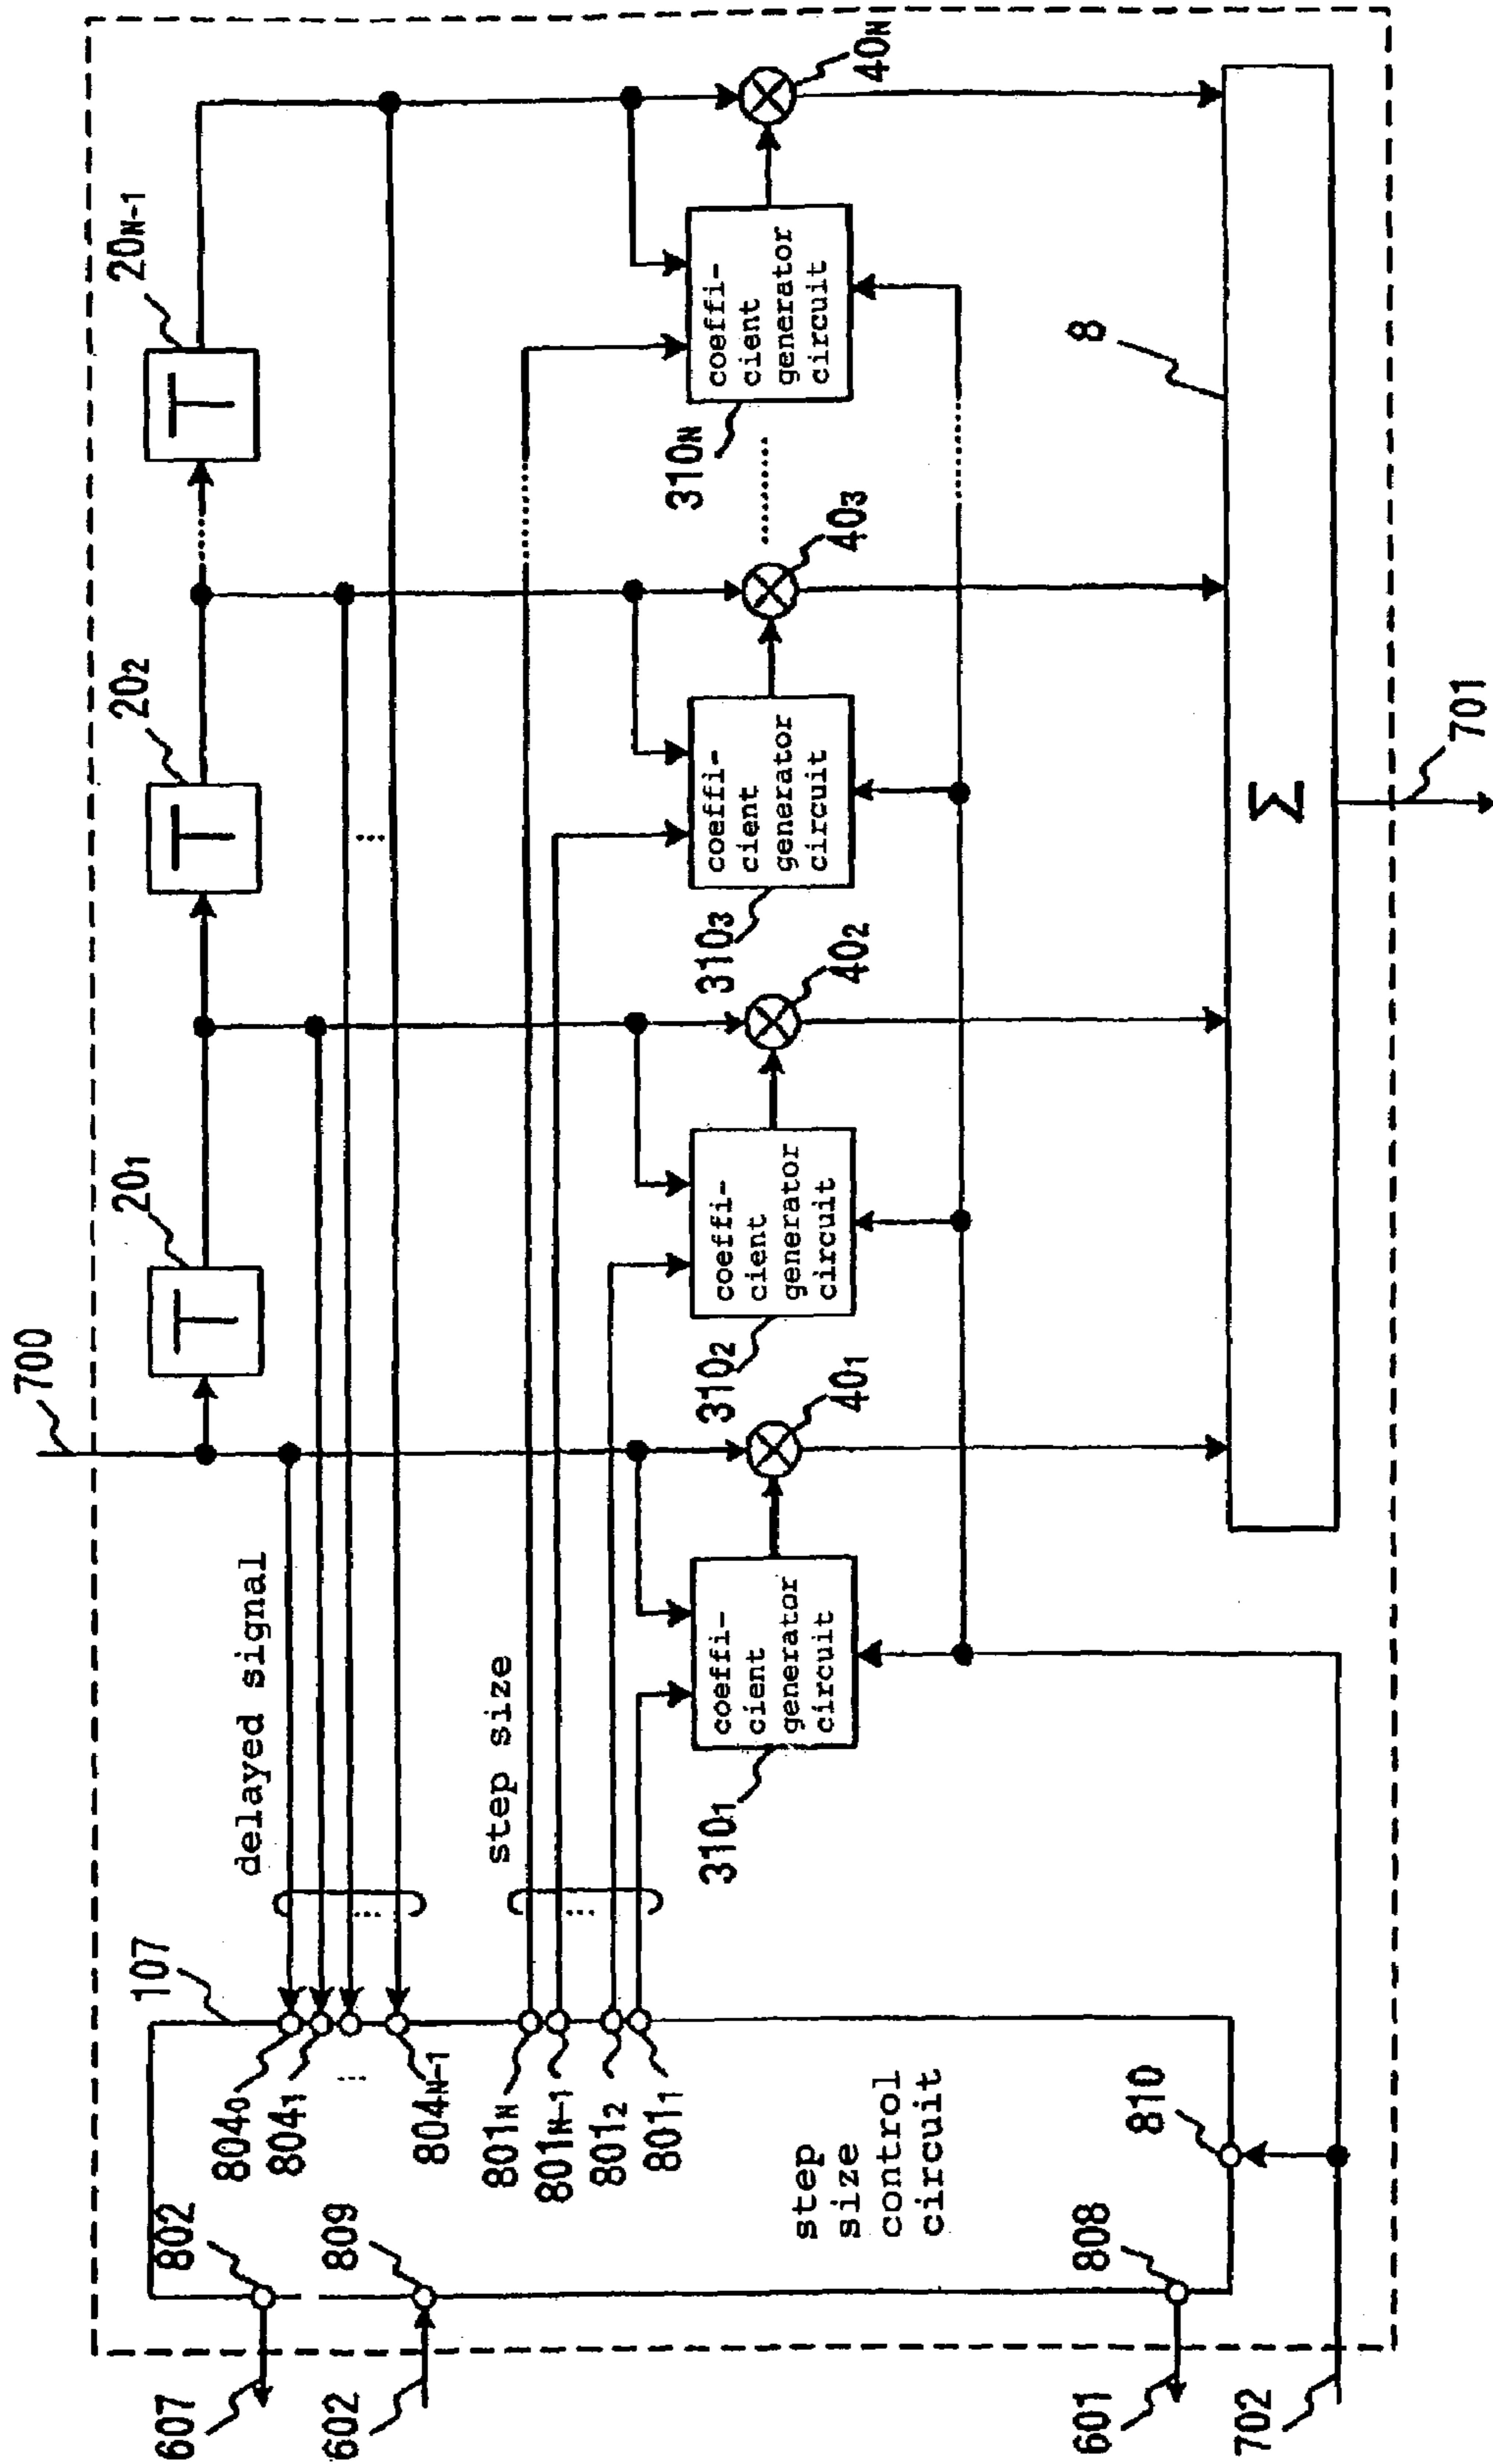 700
20₁
20₂
20N-1
107
delayed signal
step size
802
804₀
804₁
...
804N-1
...
801N
801N-1
801₂
801₁
...
...
607
809
602
step
size
control
circuit
808
810
601
702
T
T
T
310₁
coeffi-
cient
generator
circuit
40₁
310₂
coeffi-
cient
generator
circuit
40₂
310₃
coeffi-
cient
generator
circuit
40₃
310N
coeffi-
cient
generator
circuit
40N
8
Σ
701